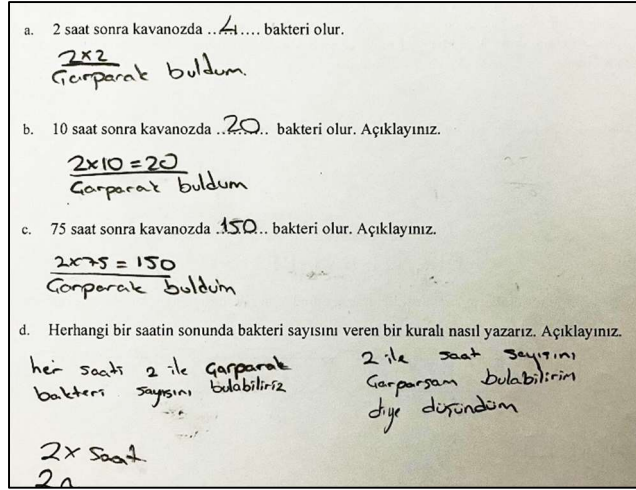 a. 2 saat sonra kavanozda ..4.... bakteri olur.
2x2
Çarparak buldum.
b. 10 saat sonra kavanozda ..20.. bakteri olur. Açıklayınız.
2x10=20
Çarparak buldum
c. 75 saat sonra kavanozda .150... bakteri olur. Açıklayınız.
2x75=150
Çarparak buldum
d. Herhangi bir saatin sonunda bakteri sayısını veren bir kuralı nasıl yazarız. Açıklayınız.
her saati 2 ile çarparak
bakteri sayısını bulabiliriz
2 ile saat sayısını
Çarparsam bulabilirim
diye düşündüm
2x saat
2n